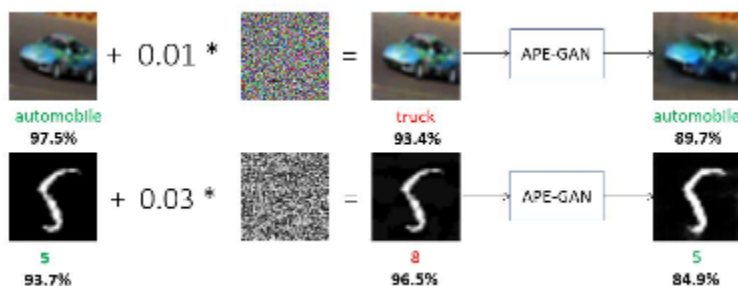 + 0.01 * = APE-GAN
automobile truck automobile
97.5% 93.4% 89.7%
+ 0.03 * = APE-GAN
5 8 5
93.7% 96.5% 84.9%